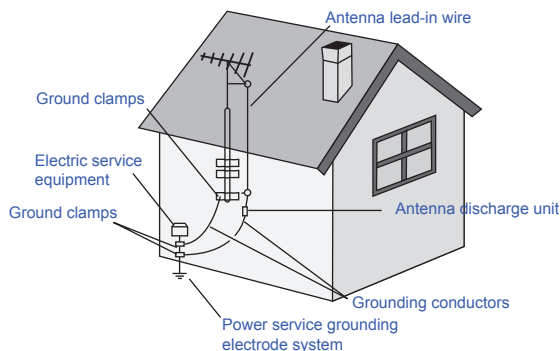 Antenna lead-in wire
Ground clamps
Electric service
equipment
Ground clamps
Antenna discharge unit
Grounding conductors
Power service grounding
electrode system